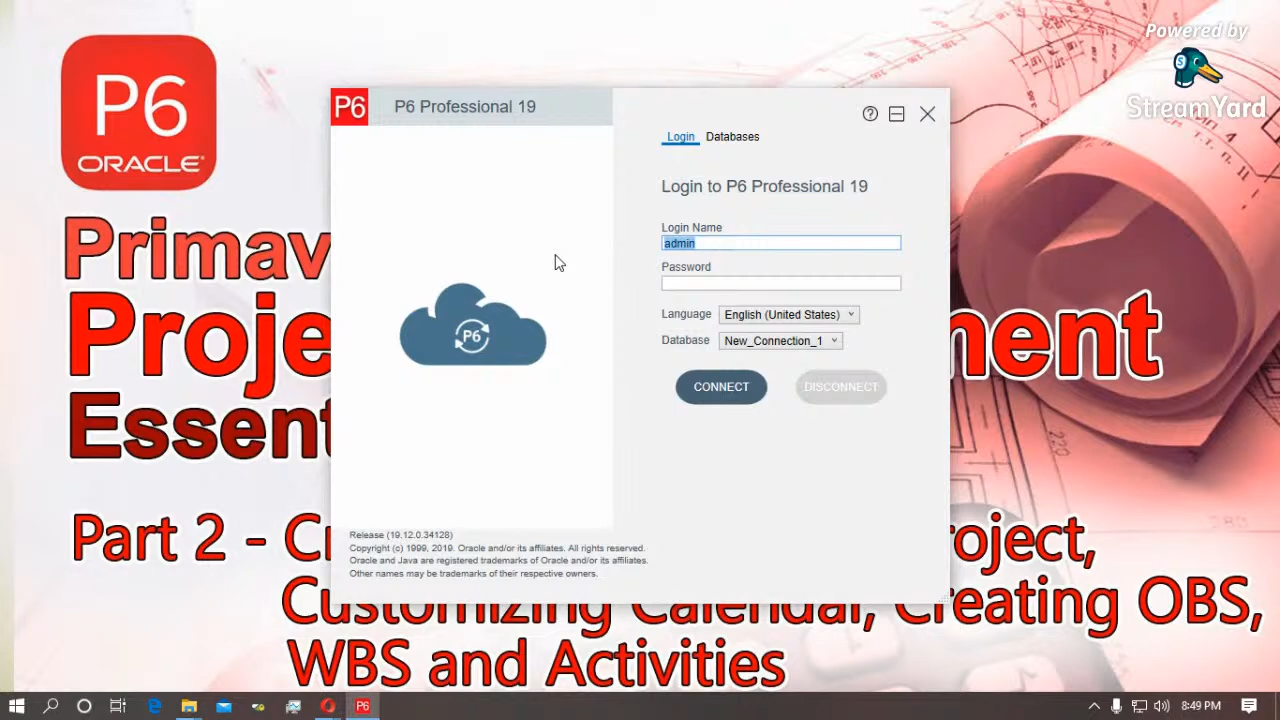 Powered by
StreamYard
P6
ORACLE
P6 P6 Professional 19
Login Databases
Login to P6 Professional 19
Login Name
admin
Password
Language English (United States)
Database New_Connection_1
CONNECT DISCONNECT
P6
Release (19.12.0.34128)
Copyright (c) 1999, 2019. Oracle and/or its affiliates. All rights reserved.
Oracle and Java are registered trademarks of Oracle and/or its affiliates.
Other names may be trademarks of their respective owners.
Primav
Proje ment
Essent
Part 2 - Cr roject,
Customizing Calendar, Creating OBS,
WBS and Activities
P6
8:49 PM